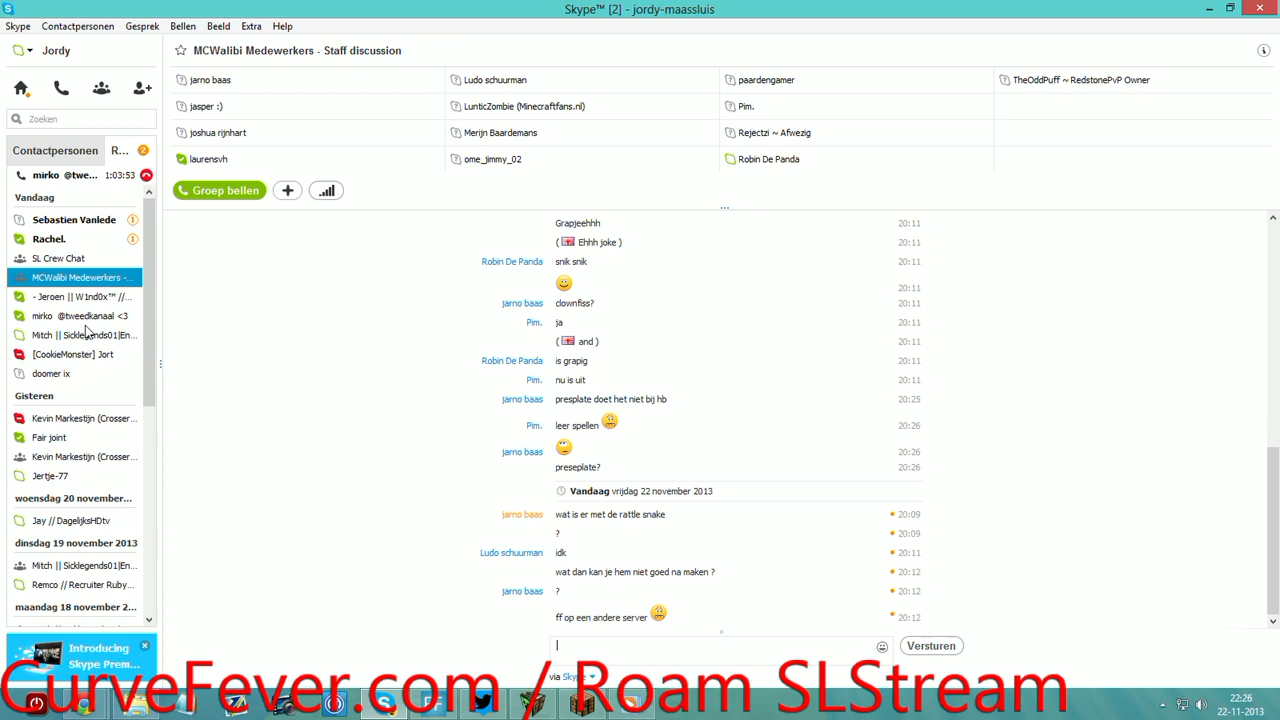 Skype™ [2] - jordy-maassluis
Skype Contactpersonen Gesprek Bellen Beeld Extra Help
Jordy
Zoeken
Contactpersonen R... 2
mirko @twe... 1:03:53
Vandaag
Sebastien Vanlede 1
Rachel. 1
SL Crew Chat
MCWalibi Medewerkers -...
- Jeroen || W1nd0x™ //...
mirko @tweedkanaal <3
Mitch || Sicklegends01|En...
[CookieMonster] Jort
doomer ix
Gisteren
Kevin Markestijn (Crosser...
Fair joint
Kevin Markestijn (Crosser...
Jertje-77
woensdag 20 november...
Jay // DagelijksHDtv
dinsdag 19 november 2013
Mitch || Sicklegends01|En...
Remco // Recruiter Ruby...
maandag 18 november 2...
Introducing
Skype Prem...
MCWalibi Medewerkers - Staff discussion
jarno baas Ludo schuurman paardengamer TheOddPuff ~ RedstonePvP Owner
jasper :) LunticZombie (Minecraftfans.nl) Pim.
joshua rijnhart Merijn Baardemans Rejectzi ~ Afwezig
laurensvh ome_jimmy_02 Robin De Panda
Groep bellen
...
Grapjeehhh 20:11
( Ehhh joke ) 20:11
Robin De Panda snik snik 20:11
20:11
jarno baas clownfiss? 20:11
Pim. ja 20:11
( and ) 20:11
Robin De Panda is grapig 20:11
Pim. nu is uit 20:11
jarno baas presplate doet het niet bij hb 20:25
Pim. leer spellen 20:26
jarno baas 20:26
preseplate? 20:26
Vandaag vrijdag 22 november 2013
jarno baas wat is er met de rattle snake 20:09
? 20:09
Ludo schuurman idk 20:11
wat dan kan je hem niet goed na maken ? 20:12
jarno baas ? 20:12
ff op een andere server 20:12
Versturen
via Skype
CurveFever.com / Roam SLStream
22:26
22-11-2013